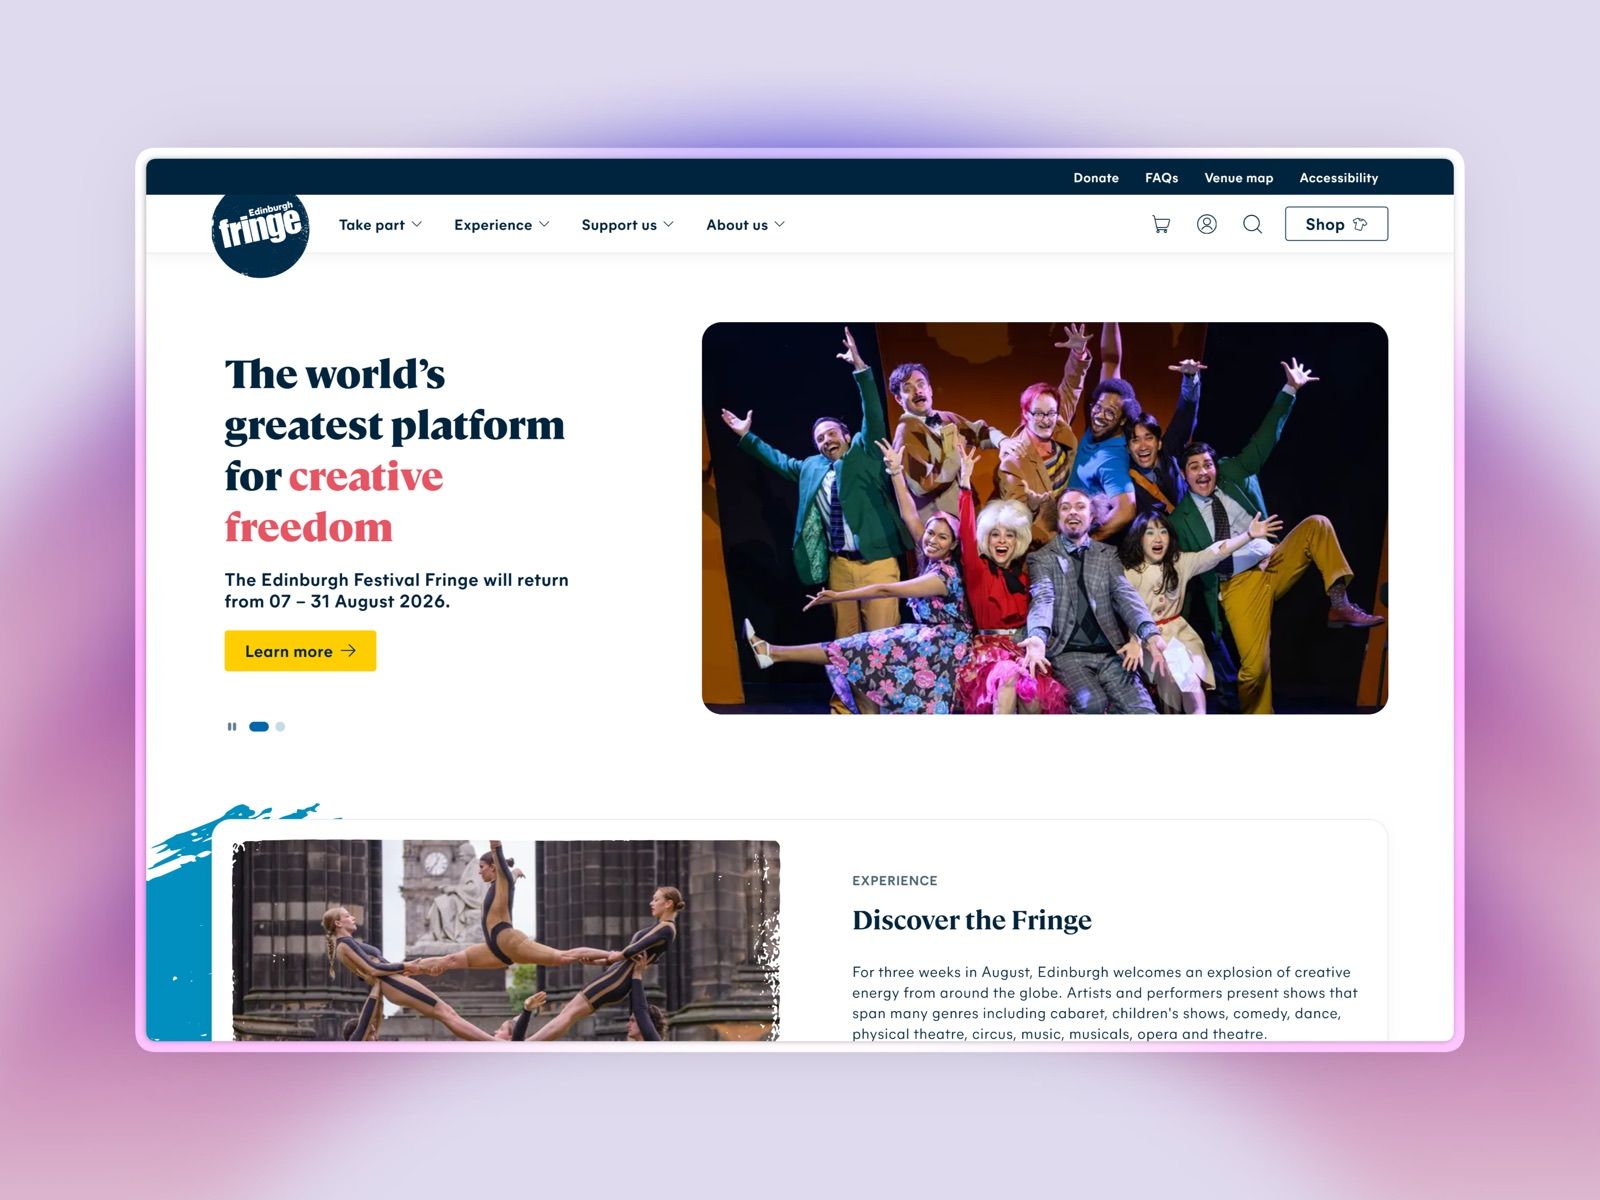 Donate FAQs Venue map Accessibility
Edinburgh
fringe
Take part Experience Support us About us Shop
The world’s
greatest platform
for creative
freedom
The Edinburgh Festival Fringe will return
from 07 – 31 August 2026.
Learn more
EXPERIENCE
Discover the Fringe
For three weeks in August, Edinburgh welcomes an explosion of creative
energy from around the globe. Artists and performers present shows that
span many genres including cabaret, children's shows, comedy, dance,
physical theatre, circus, music, musicals, opera and theatre.